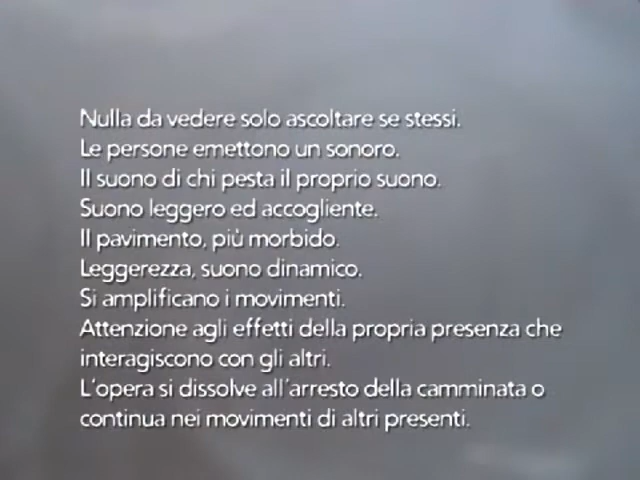 Nulla da vedere solo ascoltare se stessi.
Le persone emettono un sonoro.
Il suono di chi pesta il proprio suono.
Suono leggero ed accogliente.
Il pavimento, più morbido.
Leggerezza, suono dinamico.
Si amplificano i movimenti.
Attenzione agli effetti della propria presenza che
interagiscono con gli altri.
L'opera si dissolve all'arresto della camminata o
continua nei movimenti di altri presenti.